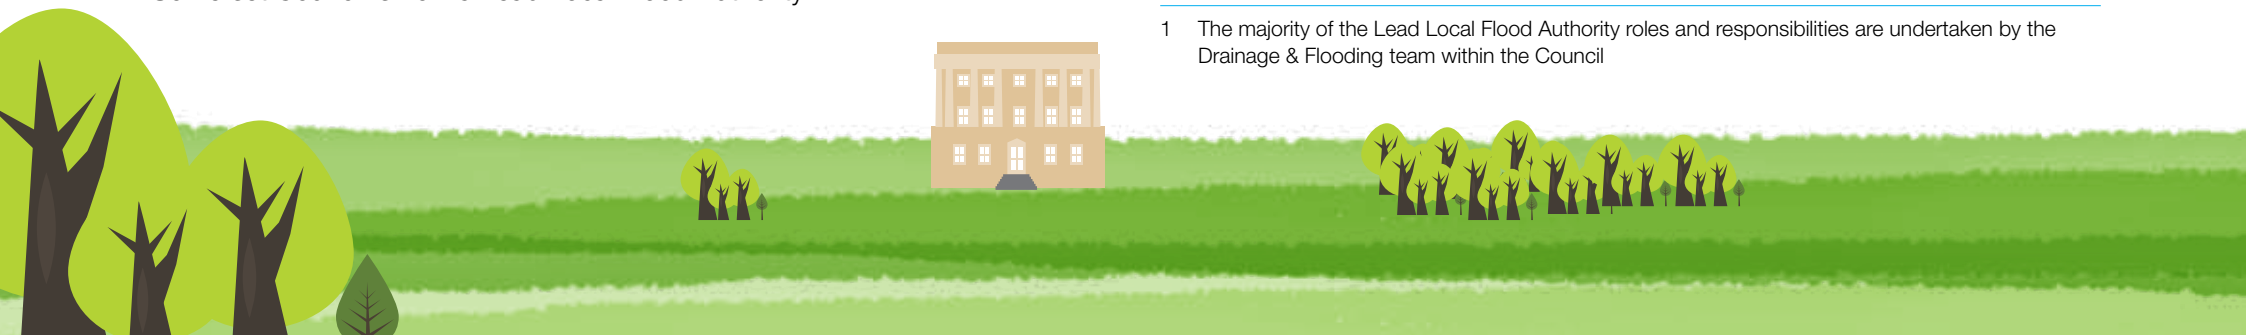 1 The majority of the Lead Local Flood Authority roles and responsibilities are undertaken by the
Drainage & Flooding team within the Council